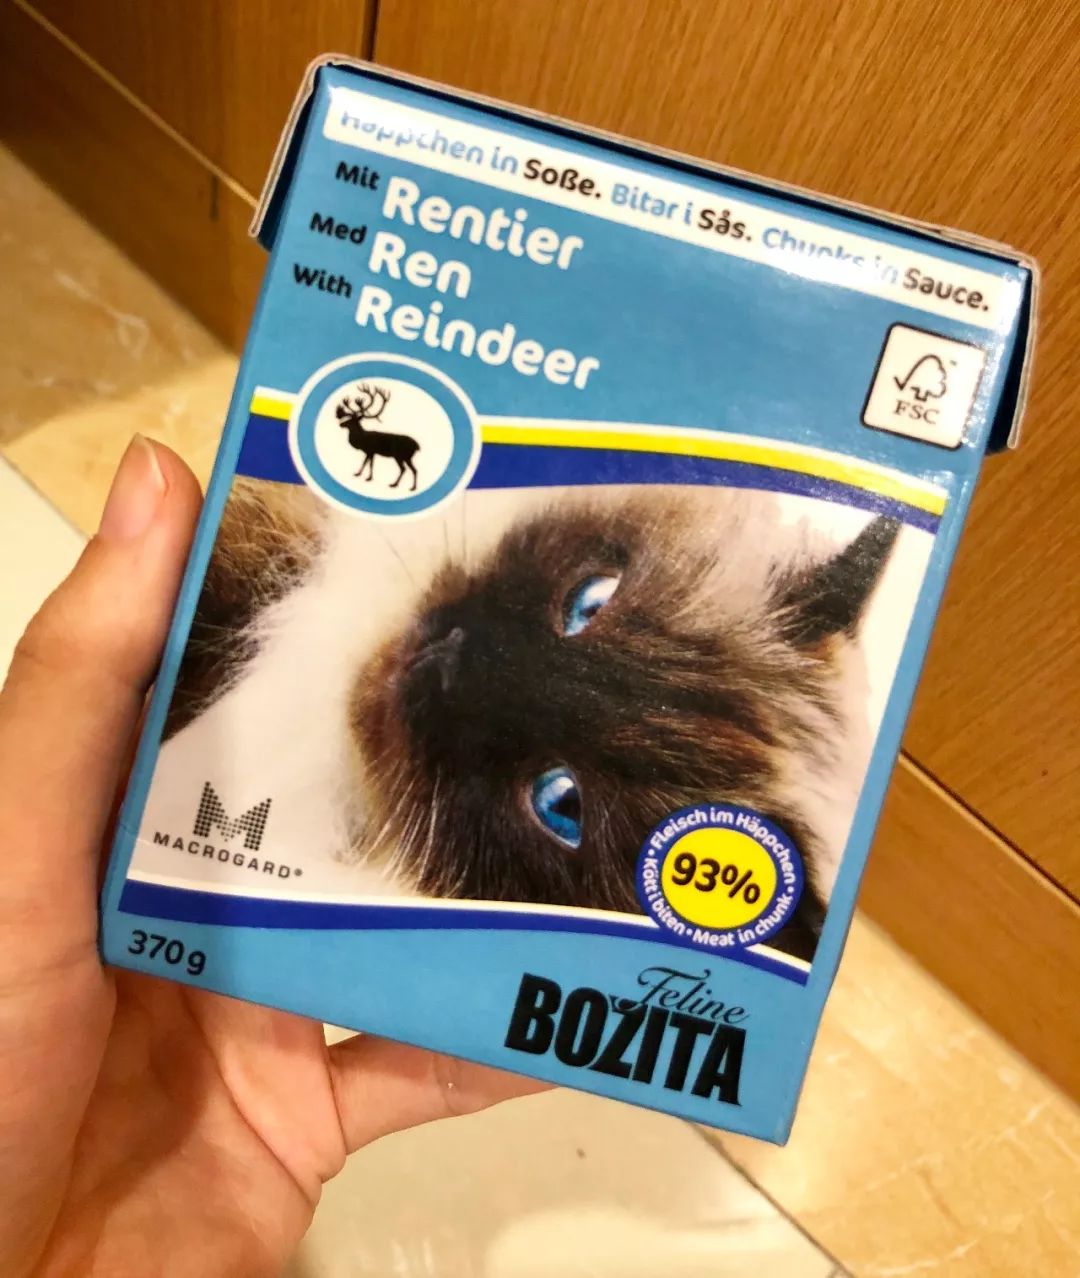 Häppchen in Soße. Bitar i Sås. Chunks in Sauce.
Mit Rentier
Med Ren
With Reindeer
FSC
MACROGARD®
Fleisch im Häppchen • Kött i biten • Meat in chunk •
93%
370 g
Feline
BOZITA